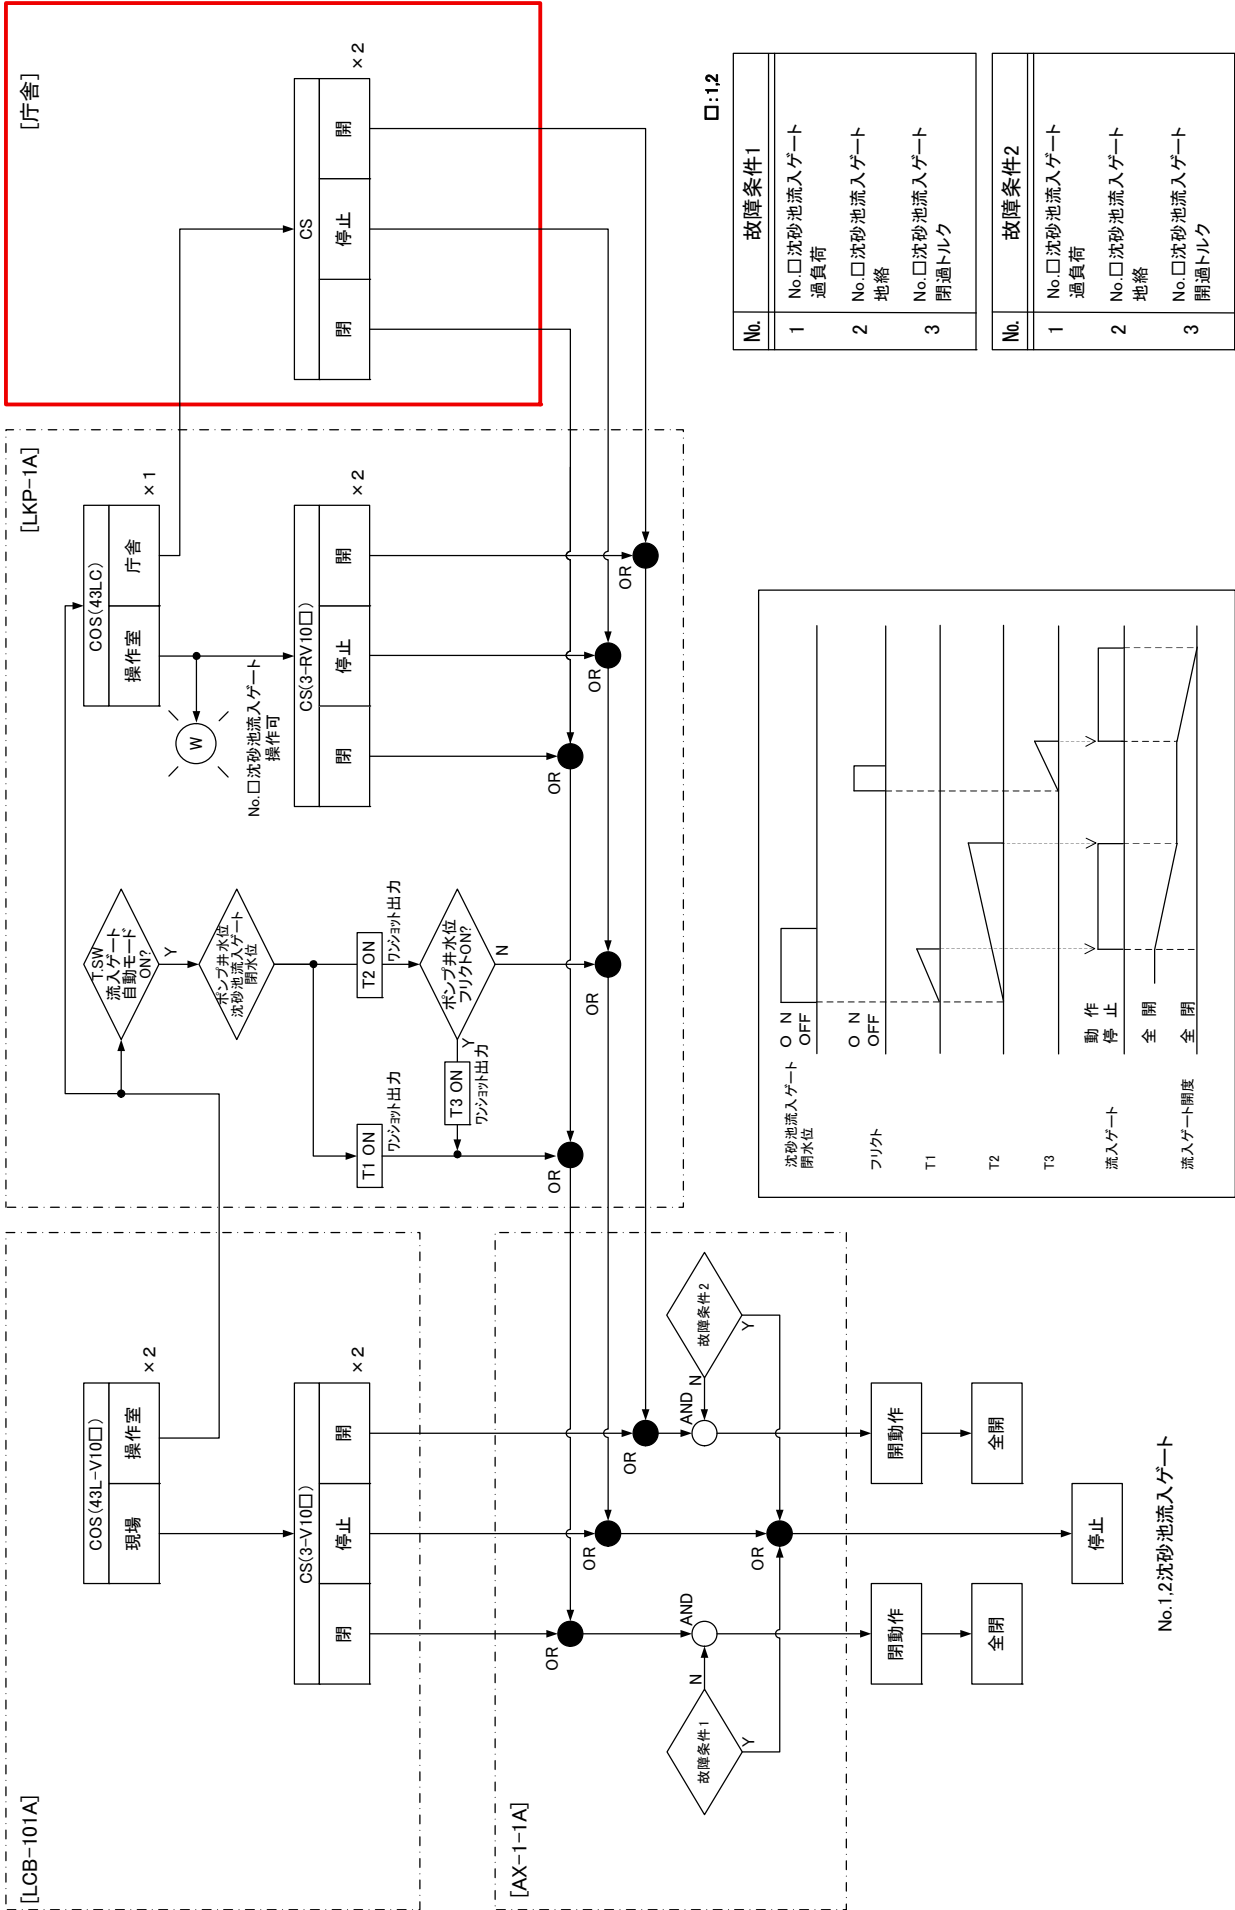 [LCB-101A]
COS(43L-V10□)
現場
操作室
×2
CS(3-V10□)
閉
停止
開
×2
[LKP-1A]
T.SW
流入ゲート
自動モード
ON?
Y
ポンプ井水位
沈砂池流入ゲート
閉水位
T1 ON
ワンショット出力
T2 ON
ワンショット出力
ポンプ井水位
フリクトON?
Y
N
T3 ON
ワンショット出力
OR
OR
COS(43LC)
操作室
庁舎
×1
W
No.□沈砂池流入ゲート
操作可
CS(3-RV10□)
閉
停止
開
×2
OR
OR
OR
[庁舎]
CS
閉
停止
開
×2
[AX-1-1A]
OR
OR
OR
故障条件1
N
Y
AND
OR
AND
故障条件2
N
Y
閉動作
全閉
開動作
全開
停止
No.1,2沈砂池流入ゲート
沈砂池流入ゲート
閉水位
ON
OFF
フリクト
ON
OFF
T1
T2
T3
流入ゲート
動作
停止
流入ゲート開度
全開
全閉
□:1,2
No.
故障条件1
1
No.□沈砂池流入ゲート
過負荷
2
No.□沈砂池流入ゲート
地絡
3
No.□沈砂池流入ゲート
閉過トルク
No.
故障条件2
1
No.□沈砂池流入ゲート
過負荷
2
No.□沈砂池流入ゲート
地絡
3
No.□沈砂池流入ゲート
開過トルク